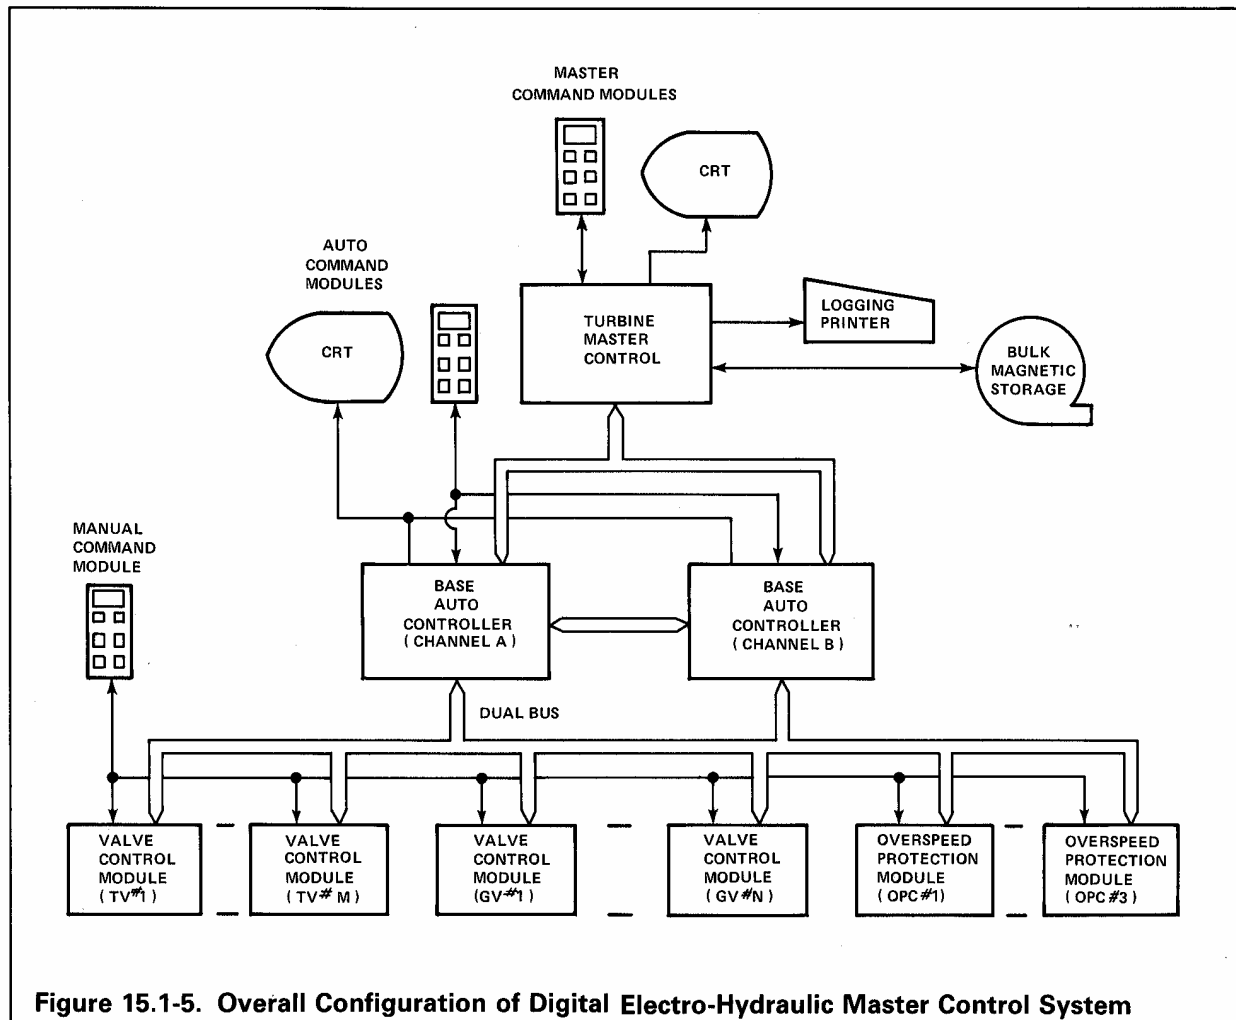 MASTER
COMMAND MODULES
CRT
AUTO
COMMAND
MODULES
CRT
TURBINE
MASTER
CONTROL
LOGGING
PRINTER
BULK
MAGNETIC
STORAGE
MANUAL
COMMAND
MODULE
BASE
AUTO
CONTROLLER
( CHANNEL A )
BASE
AUTO
CONTROLLER
( CHANNEL B )
DUAL BUS
VALVE
CONTROL
MODULE
( TV #1 )
VALVE
CONTROL
MODULE
( TV # M )
VALVE
CONTROL
MODULE
(GV #1 )
VALVE
CONTROL
MODULE
( GV #N )
OVERSPEED
PROTECTION
MODULE
( OPC #1)
OVERSPEED
PROTECTION
MODULE
( OPC #3 )
Figure 15.1-5. Overall Configuration of Digital Electro-Hydraulic Master Control System